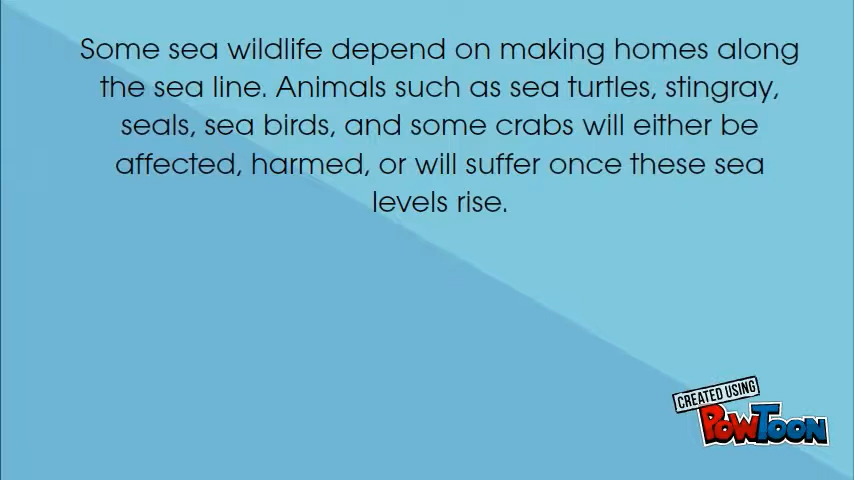 Some sea wildlife depend on making homes along
the sea line. Animals such as sea turtles, stingray,
seals, sea birds, and some crabs will either be
affected, harmed, or will suffer once these sea
levels rise.
CREATED USING
POWTOON